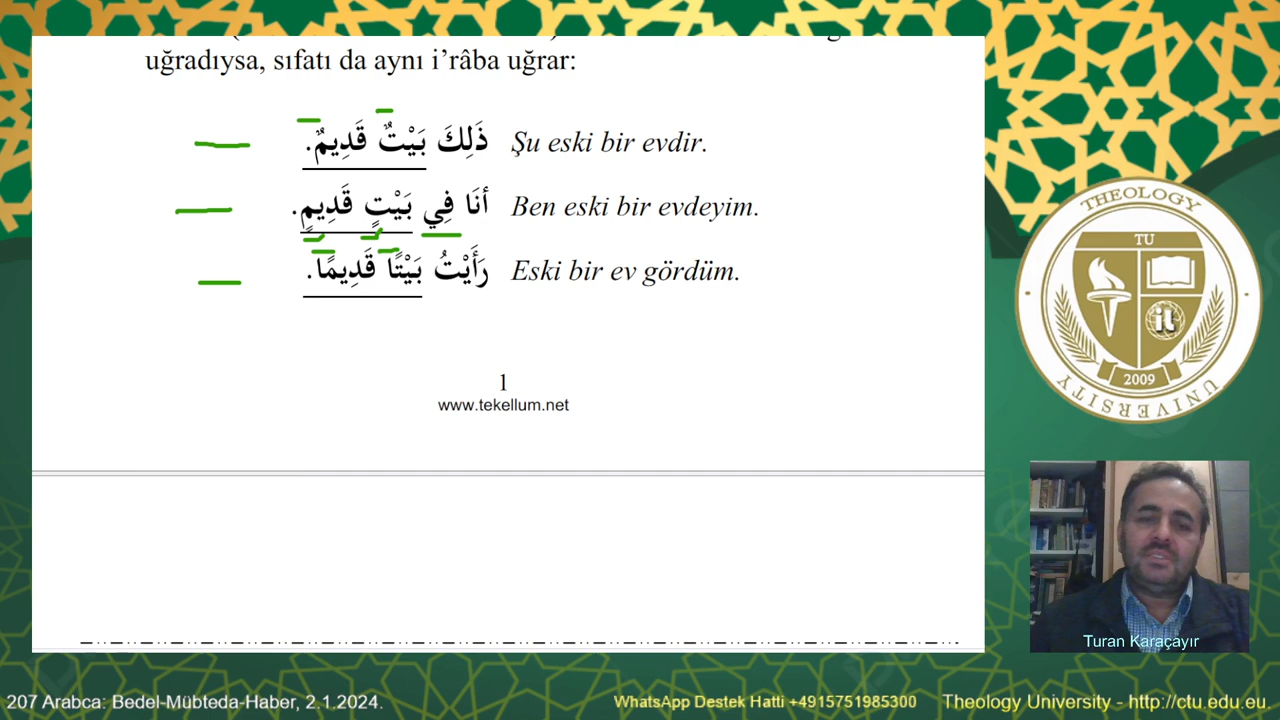 uğradıysa, sıfatı da aynı i’râba uğrar:
ذَلِكَ بَيْتٌ قَدِيمٌ. Şu eski bir evdir.
أنَا فِي بَيْتٍ قَدِيمٍ. Ben eski bir evdeyim.
رَأَيْتُ بَيْتًا قَدِيمًا. Eski bir ev gördüm.
1
www.tekellum.net
THEOLOGY
TU
2009
UNIVERSITY
Turan Karaçayır
207 Arabca: Bedel-Mübteda-Haber, 2.1.2024.
WhatsApp Destek Hatti +4915751985300
Theology University - http://ctu.edu.eu.